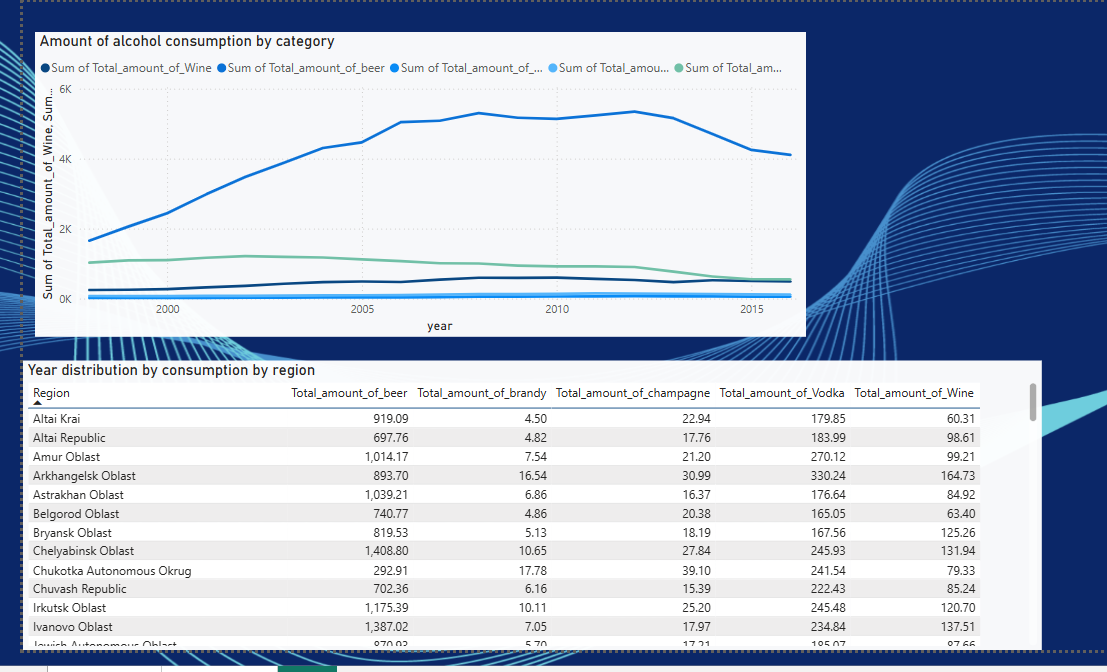 Amount of alcohol consumption by category
Sum of Total_amount_of_Wine Sum of Total_amount_of_beer Sum of Total_amount_of_... Sum of Total_amou... Sum of Total_am...
Sum of Total_amount_of_Wine, Sum...
6K
4K
2K
0K
2000 2005 2010 2015
year
Year distribution by consumption by region
Region Total_amount_of_beer Total_amount_of_brandy Total_amount_of_champagne Total_amount_of_Vodka Total_amount_of_Wine
Altai Krai 919.09 4.50 22.94 179.85 60.31
Altai Republic 697.76 4.82 17.76 183.99 98.61
Amur Oblast 1,014.17 7.54 21.20 270.12 99.21
Arkhangelsk Oblast 893.70 16.54 30.99 330.24 164.73
Astrakhan Oblast 1,039.21 6.86 16.37 176.64 84.92
Belgorod Oblast 740.77 4.86 20.38 165.05 63.40
Bryansk Oblast 819.53 5.13 18.19 167.56 125.26
Chelyabinsk Oblast 1,408.80 10.65 27.84 245.93 131.94
Chukotka Autonomous Okrug 292.91 17.78 39.10 241.54 79.33
Chuvash Republic 702.36 6.16 15.39 222.43 85.24
Irkutsk Oblast 1,175.39 10.11 25.20 245.48 120.70
Ivanovo Oblast 1,387.02 7.05 17.97 234.84 137.51
Jewish Autonomous Oblast